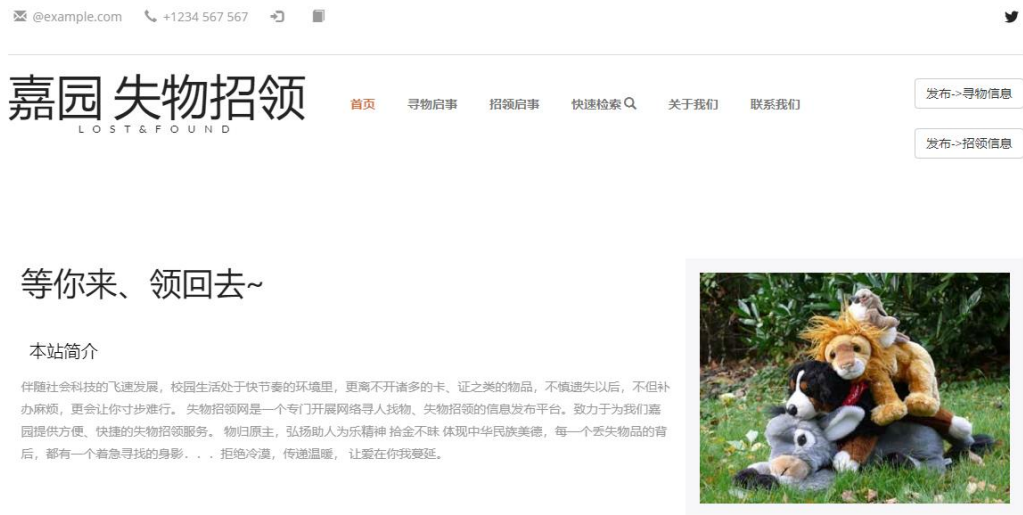 @example.com +1234 567 567
嘉园 失物招领
LOST&FOUND
首页 寻物启事 招领启事 快速检索 关于我们 联系我们
发布->寻物信息
发布->招领信息
等你来、领回去~
本站简介
伴随社会科技的飞速发展，校园生活处于快节奏的环境里，更离不开诸多的卡、证之类的物品，不慎遗失以后，不但补
办麻烦，更会让你寸步难行。 失物招领网是一个专门开展网络寻人找物、失物招领的信息发布平台。致力于为我们嘉
园提供方便、快捷的失物招领服务。 物归原主，弘扬助人为乐精神 拾金不昧 体现中华民族美德，每一个丢失物品的背
后，都有一个着急寻找的身影．．．拒绝冷漠，传递温暖， 让爱在你我蔓延。